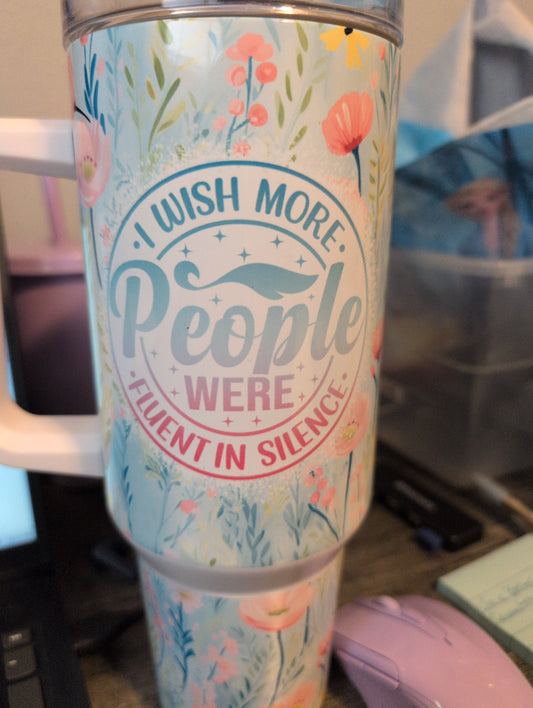 · I WISH MORE ·
People
WERE
· FLUENT IN SILENCE ·